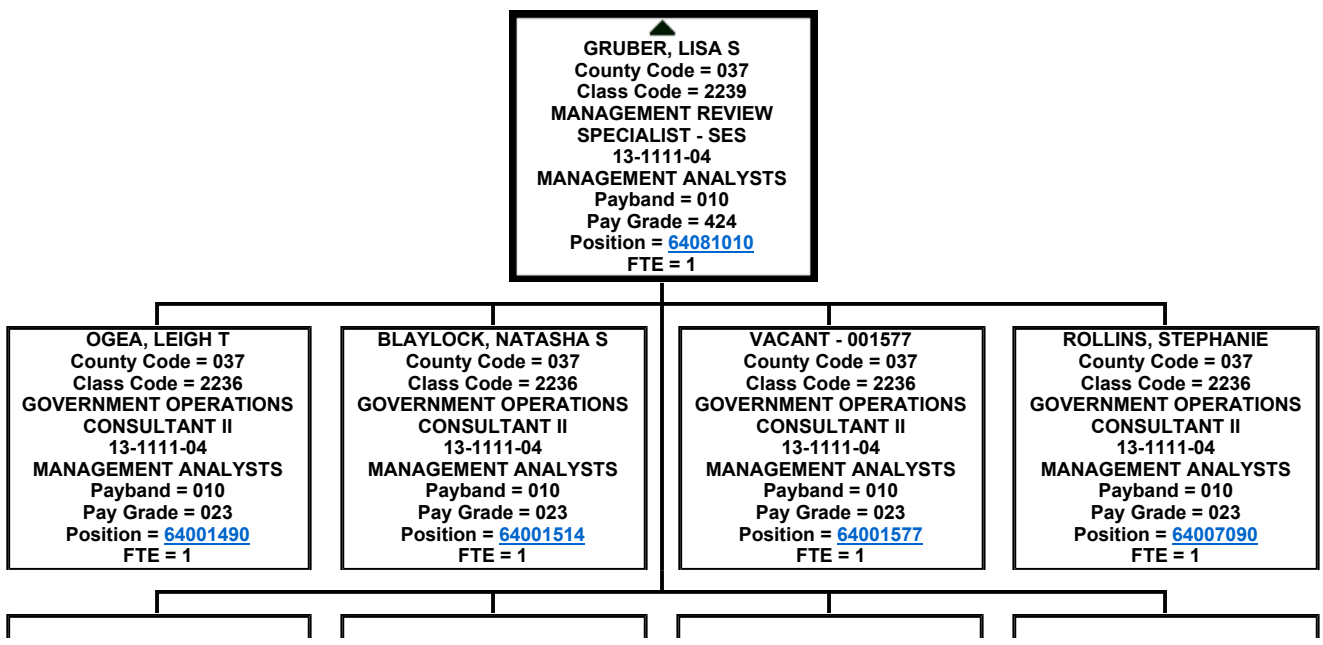 GRUBER, LISA S
County Code = 037
Class Code = 2239
MANAGEMENT REVIEW
SPECIALIST - SES
13-1111-04
MANAGEMENT ANALYSTS
Payband = 010
Pay Grade = 424
Position = 64081010
FTE = 1
OGEA, LEIGH T
County Code = 037
Class Code = 2236
GOVERNMENT OPERATIONS
CONSULTANT II
13-1111-04
MANAGEMENT ANALYSTS
Payband = 010
Pay Grade = 023
Position = 64001490
FTE = 1
BLAYLOCK, NATASHA S
County Code = 037
Class Code = 2236
GOVERNMENT OPERATIONS
CONSULTANT II
13-1111-04
MANAGEMENT ANALYSTS
Payband = 010
Pay Grade = 023
Position = 64001514
FTE = 1
VACANT - 001577
County Code = 037
Class Code = 2236
GOVERNMENT OPERATIONS
CONSULTANT II
13-1111-04
MANAGEMENT ANALYSTS
Payband = 010
Pay Grade = 023
Position = 64001577
FTE = 1
ROLLINS, STEPHANIE
County Code = 037
Class Code = 2236
GOVERNMENT OPERATIONS
CONSULTANT II
13-1111-04
MANAGEMENT ANALYSTS
Payband = 010
Pay Grade = 023
Position = 64007090
FTE = 1